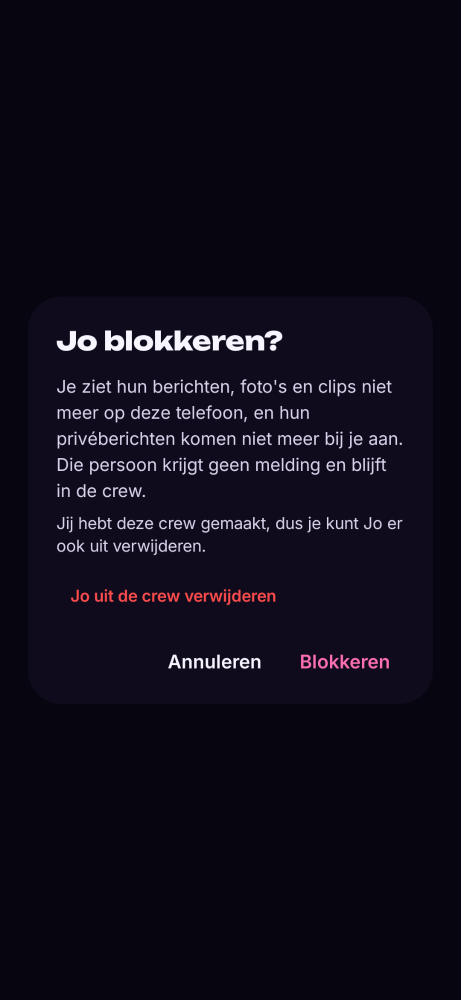 Jo blokkeren?
Je ziet hun berichten, foto's en clips niet
meer op deze telefoon, en hun
privéberichten komen niet meer bij je aan.
Die persoon krijgt geen melding en blijft
in de crew.
Jij hebt deze crew gemaakt, dus je kunt Jo er
ook uit verwijderen.
Jo uit de crew verwijderen
Annuleren Blokkeren